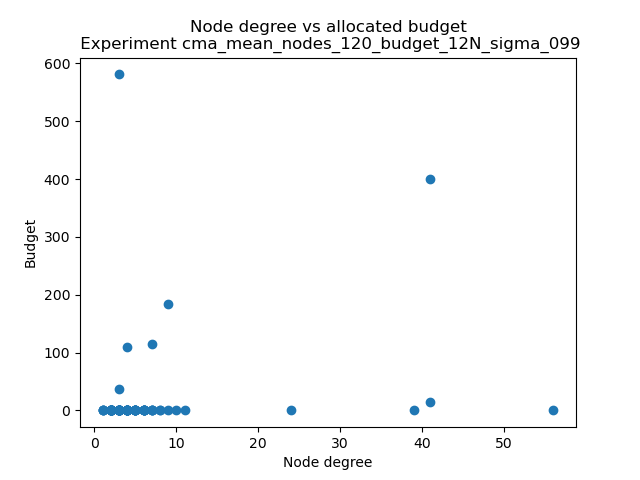 Node degree vs allocated budget
Experiment cma_mean_nodes_120_budget_12N_sigma_099
600
500
400
300
200
100
0
Budget
0 10 20 30 40 50
Node degree